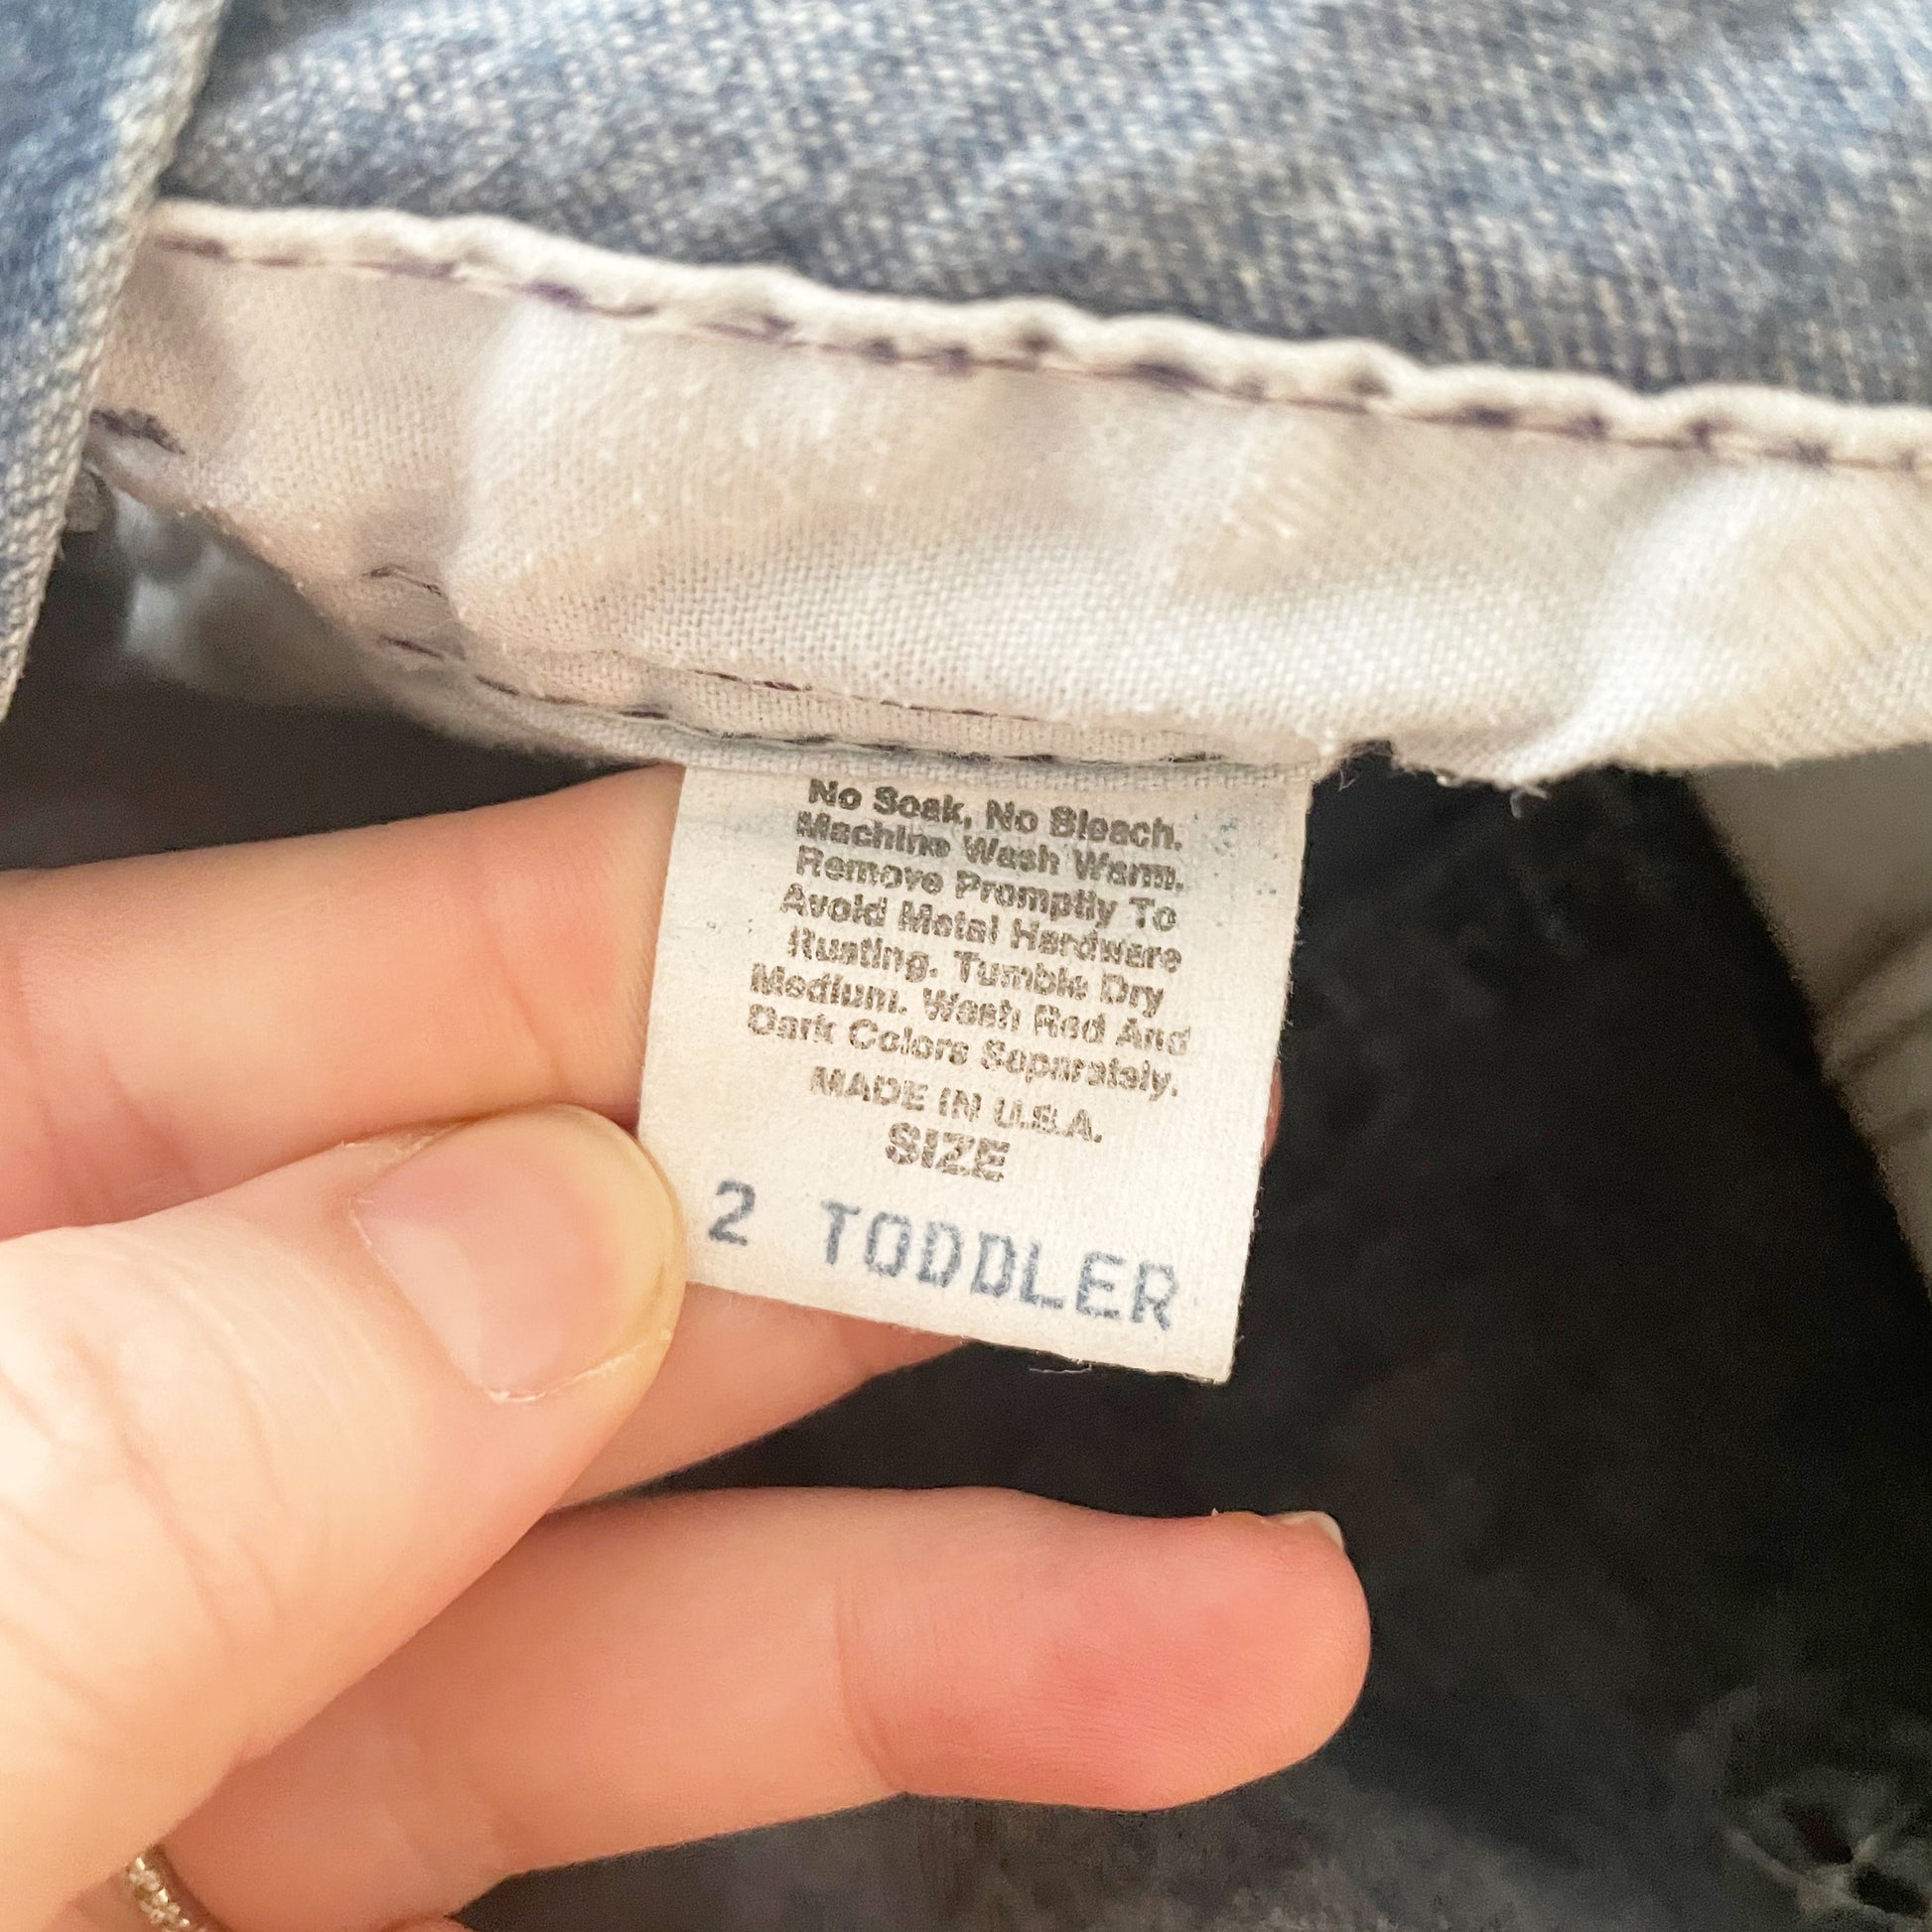 No Soak, No Bleach.
Machine Wash Warm.
Remove Promptly To
Avoid Metal Hardware
Rusting. Tumble Dry
Medium. Wash Red And
Dark Colors Separately.
MADE IN U.S.A.
SIZE
2 TODDLER